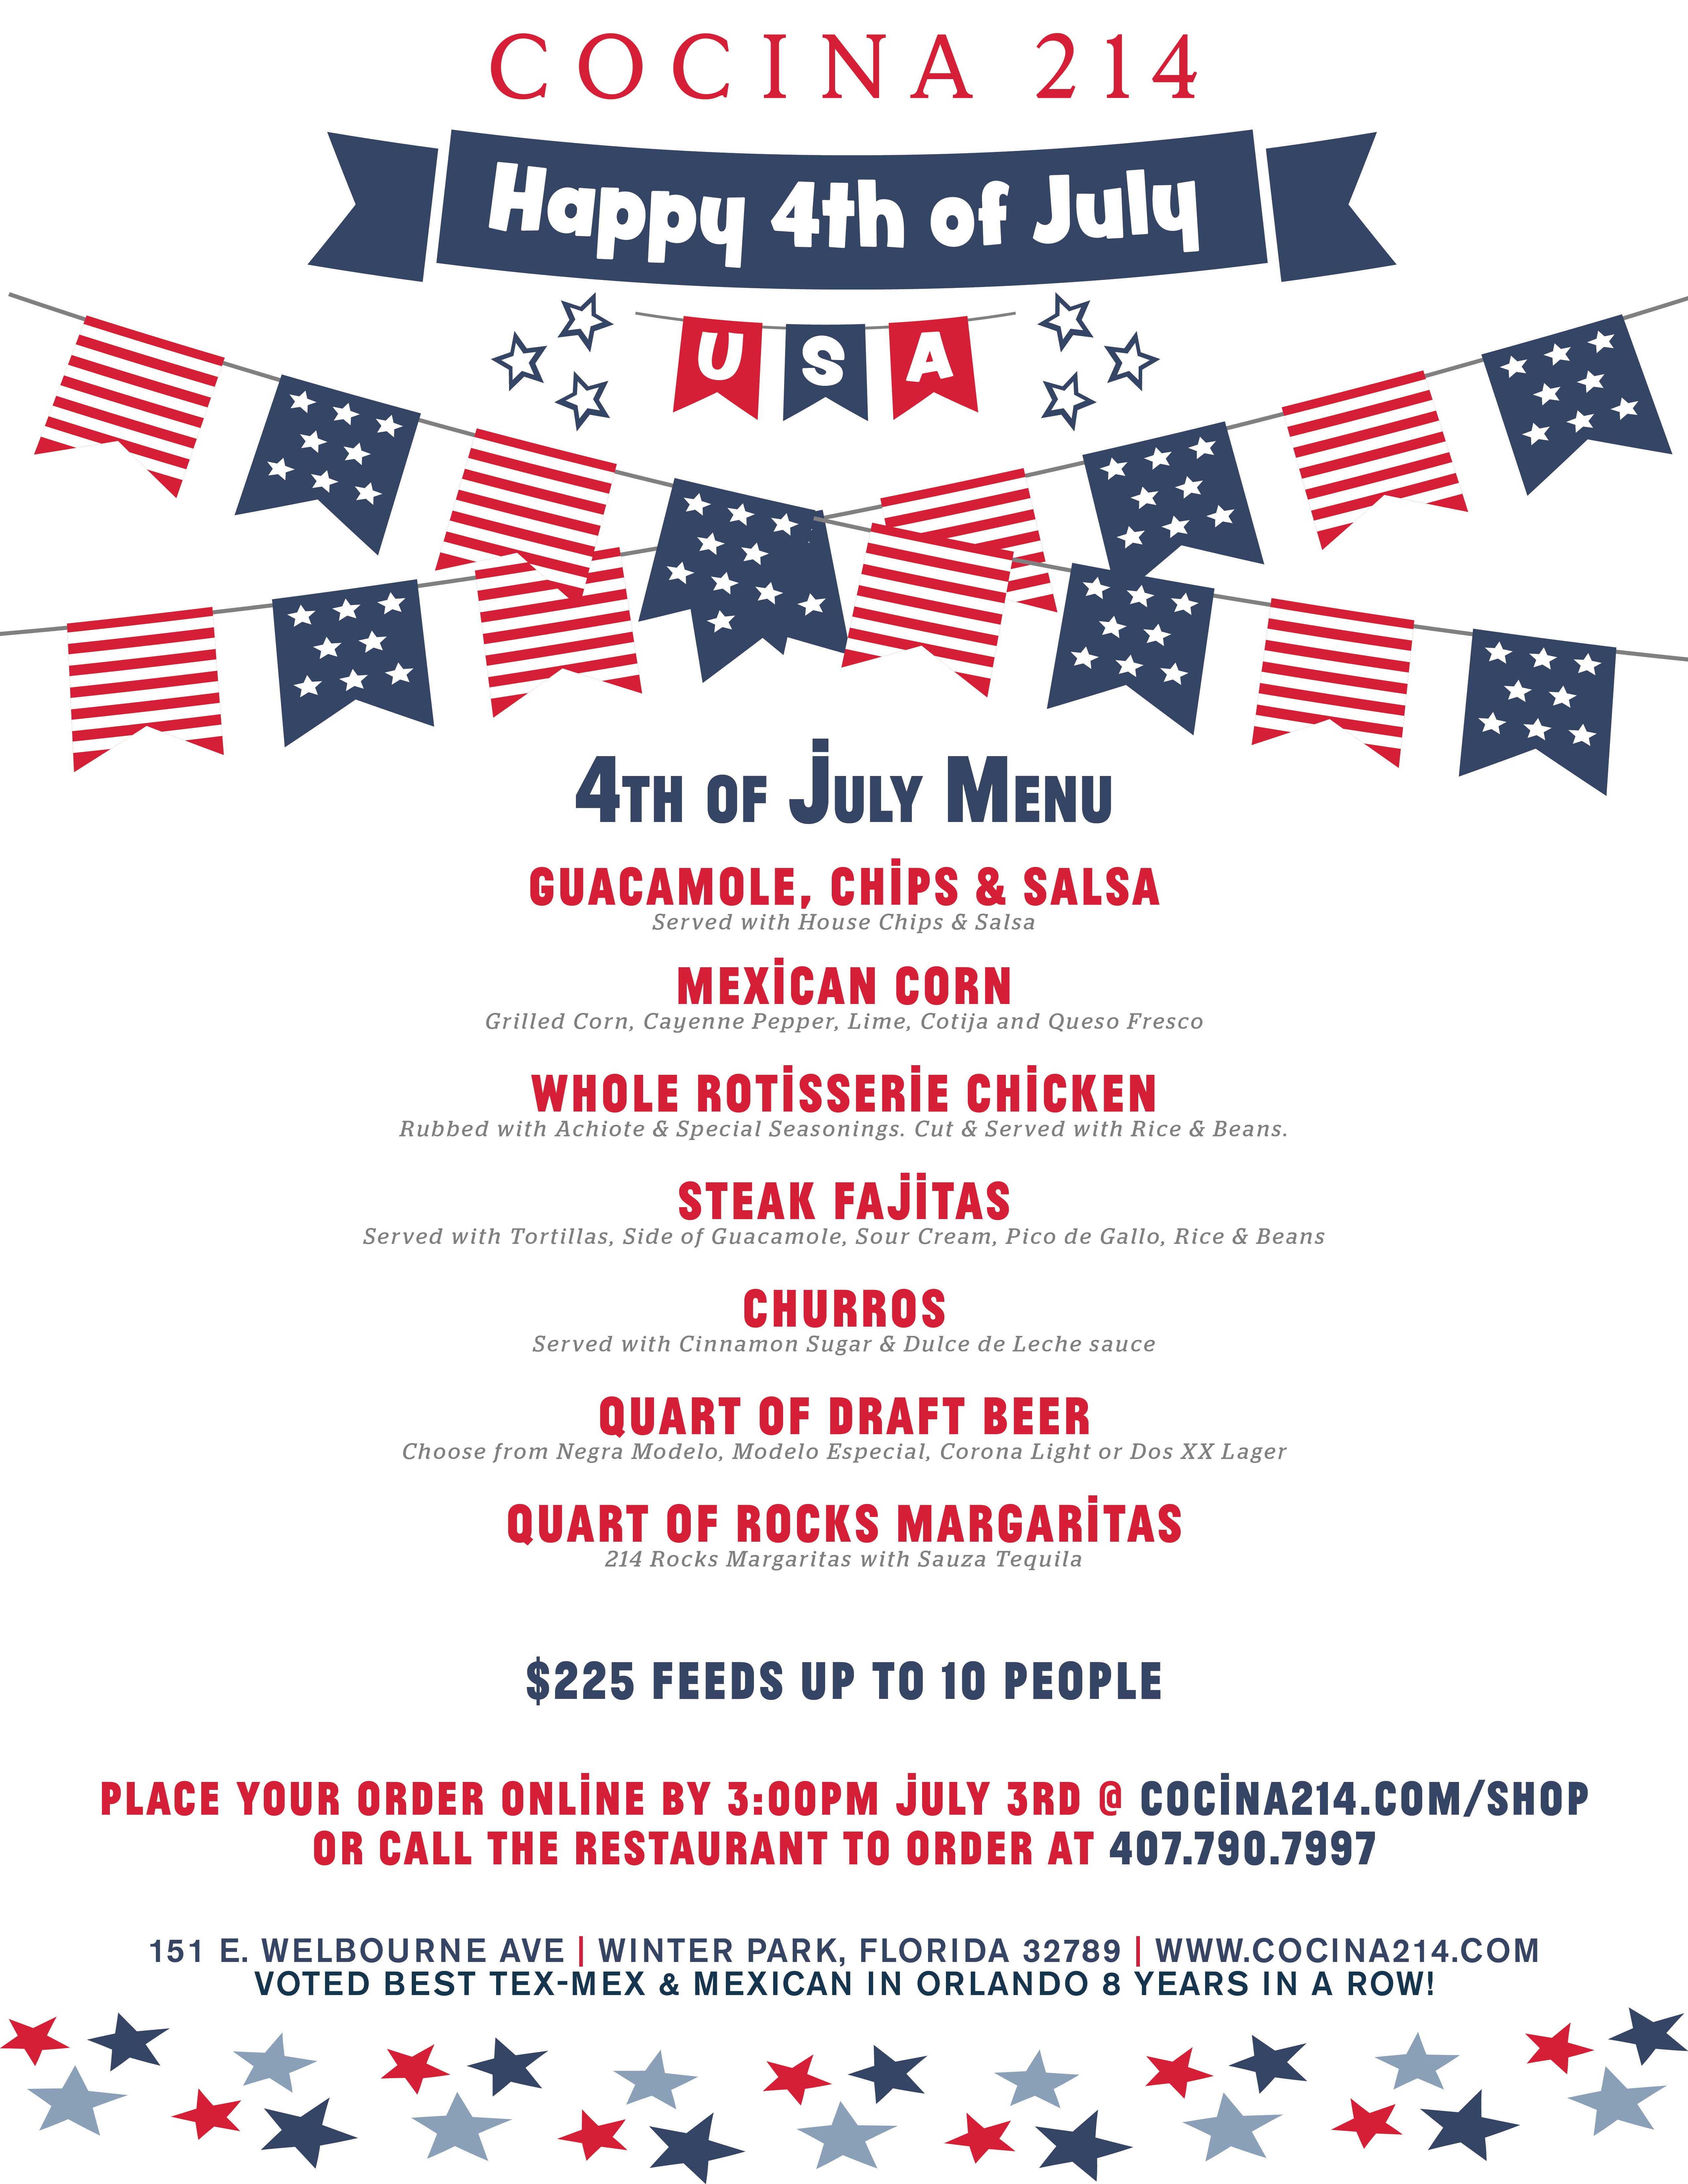 COCINA 214
Happy 4th of July
USA
4TH OF JULY MENU
GUACAMOLE, CHIPS & SALSA
Served with House Chips & Salsa
MEXICAN CORN
Grilled Corn, Cayenne Pepper, Lime, Cotija and Queso Fresco
WHOLE ROTISSERIE CHICKEN
Rubbed with Achiote & Special Seasonings. Cut & Served with Rice & Beans.
STEAK FAJITAS
Served with Tortillas, Side of Guacamole, Sour Cream, Pico de Gallo, Rice & Beans
CHURROS
Served with Cinnamon Sugar & Dulce de Leche sauce
QUART OF DRAFT BEER
Choose from Negra Modelo, Modelo Especial, Corona Light or Dos XX Lager
QUART OF ROCKS MARGARITAS
214 Rocks Margaritas with Sauza Tequila
$225 FEEDS UP TO 10 PEOPLE
PLACE YOUR ORDER ONLINE BY 3:00PM JULY 3RD @ COCINA214.COM/SHOP
OR CALL THE RESTAURANT TO ORDER AT 407.790.7997
151 E. WELBOURNE AVE | WINTER PARK, FLORIDA 32789 | WWW.COCINA214.COM
VOTED BEST TEX-MEX & MEXICAN IN ORLANDO 8 YEARS IN A ROW!